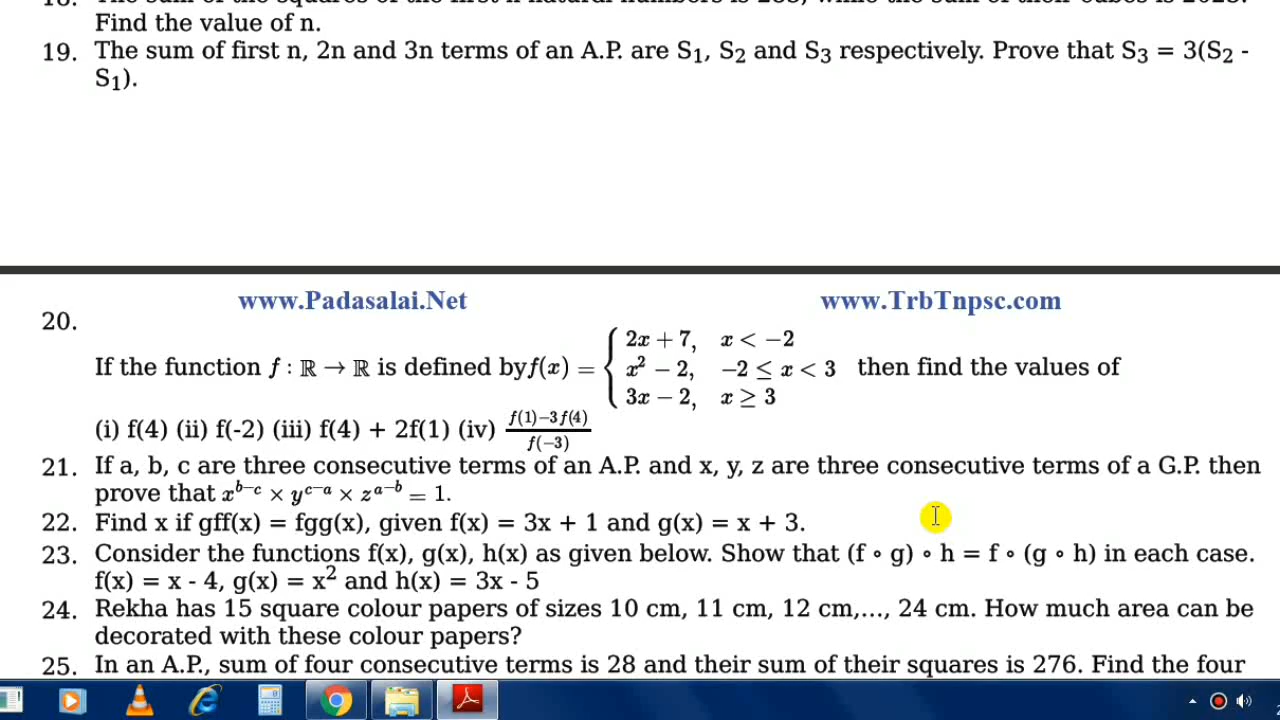 Find the value of n.
19. The sum of first n, 2n and 3n terms of an A.P. are S₁, S₂ and S₃ respectively. Prove that S₃ = 3(S₂ -
S₁).
www.Padasalai.Net www.TrbTnpsc.com
20.
2x + 7, x < −2
If the function f : ℝ → ℝ is defined byf(x) = { x² − 2, −2 ≤ x < 3 then find the values of
3x − 2, x ≥ 3
(i) f(4) (ii) f(-2) (iii) f(4) + 2f(1) (iv) f(1)−3f(4)/f(−3)
21. If a, b, c are three consecutive terms of an A.P. and x, y, z are three consecutive terms of a G.P. then
prove that x^(b−c) × y^(c−a) × z^(a−b) = 1.
22. Find x if gff(x) = fgg(x), given f(x) = 3x + 1 and g(x) = x + 3.
23. Consider the functions f(x), g(x), h(x) as given below. Show that (f ∘ g) ∘ h = f ∘ (g ∘ h) in each case.
f(x) = x - 4, g(x) = x² and h(x) = 3x - 5
24. Rekha has 15 square colour papers of sizes 10 cm, 11 cm, 12 cm,..., 24 cm. How much area can be
decorated with these colour papers?
25. In an A.P., sum of four consecutive terms is 28 and their sum of their squares is 276. Find the four